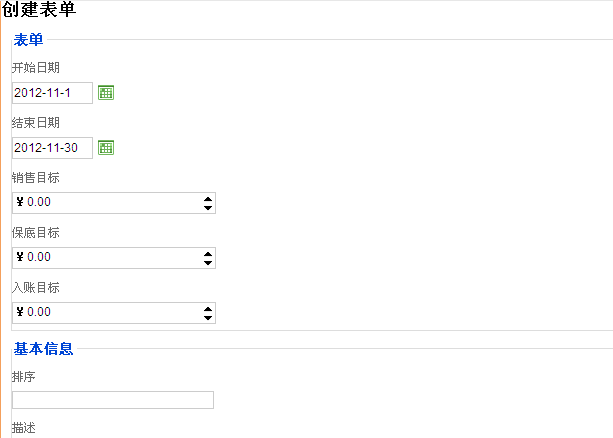 创建表单
表单
开始日期
2012-11-1
结束日期
2012-11-30
销售目标
¥ 0.00
保底目标
¥ 0.00
入账目标
¥ 0.00
基本信息
排序
描述